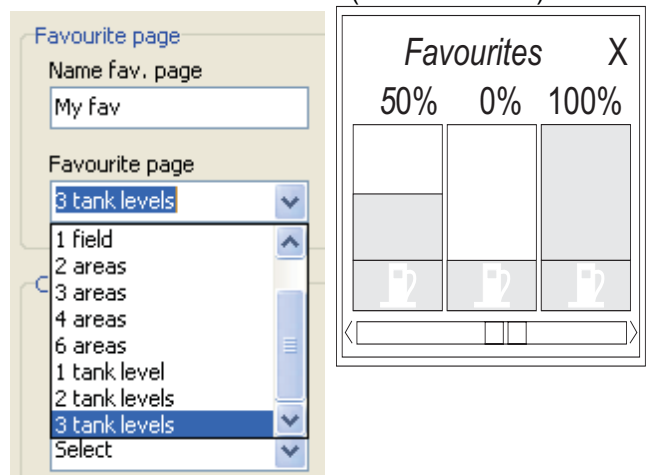 Favourite page
Name fav. page
My fav
Favourite page
3 tank levels
1 field
2 areas
3 areas
4 areas
6 areas
1 tank level
2 tank levels
3 tank levels
Select
Favourites X
50% 0% 100%